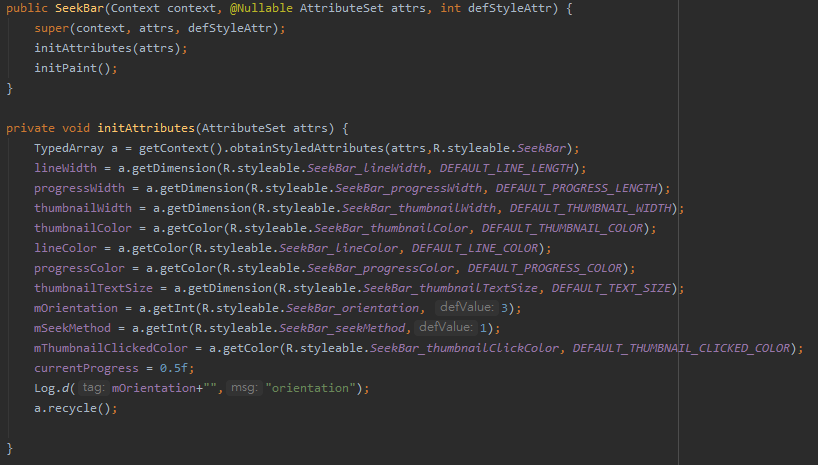 public SeekBar(Context context, @Nullable AttributeSet attrs, int defStyleAttr) {
    super(context, attrs, defStyleAttr);
    initAttributes(attrs);
    initPaint();
}
private void initAttributes(AttributeSet attrs) {
    TypedArray a = getContext().obtainStyledAttributes(attrs,R.styleable.SeekBar);
    lineWidth = a.getDimension(R.styleable.SeekBar_lineWidth, DEFAULT_LINE_LENGTH);
    progressWidth = a.getDimension(R.styleable.SeekBar_progressWidth, DEFAULT_PROGRESS_LENGTH);
    thumbnailWidth = a.getDimension(R.styleable.SeekBar_thumbnailWidth, DEFAULT_THUMBNAIL_WIDTH);
    thumbnailColor = a.getColor(R.styleable.SeekBar_thumbnailColor, DEFAULT_THUMBNAIL_COLOR);
    lineColor = a.getColor(R.styleable.SeekBar_lineColor, DEFAULT_LINE_COLOR);
    progressColor = a.getColor(R.styleable.SeekBar_progressColor, DEFAULT_PROGRESS_COLOR);
    thumbnailTextSize = a.getDimension(R.styleable.SeekBar_thumbnailTextSize, DEFAULT_TEXT_SIZE);
    mOrientation = a.getInt(R.styleable.SeekBar_orientation, defValue: 3);
    mSeekMethod = a.getInt(R.styleable.SeekBar_seekMethod, defValue: 1);
    mThumbnailClickedColor = a.getColor(R.styleable.SeekBar_thumbnailClickColor, DEFAULT_THUMBNAIL_CLICKED_COLOR);
    currentProgress = 0.5f;
    Log.d( tag: mOrientation+"", msg: "orientation");
    a.recycle();
}